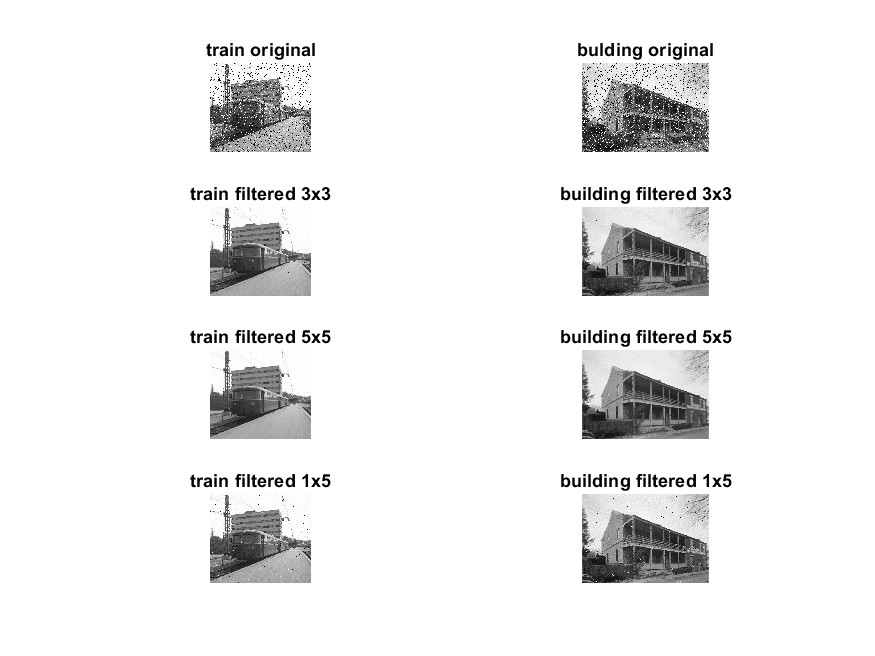 train original
bulding original
train filtered 3x3
building filtered 3x3
train filtered 5x5
building filtered 5x5
train filtered 1x5
building filtered 1x5